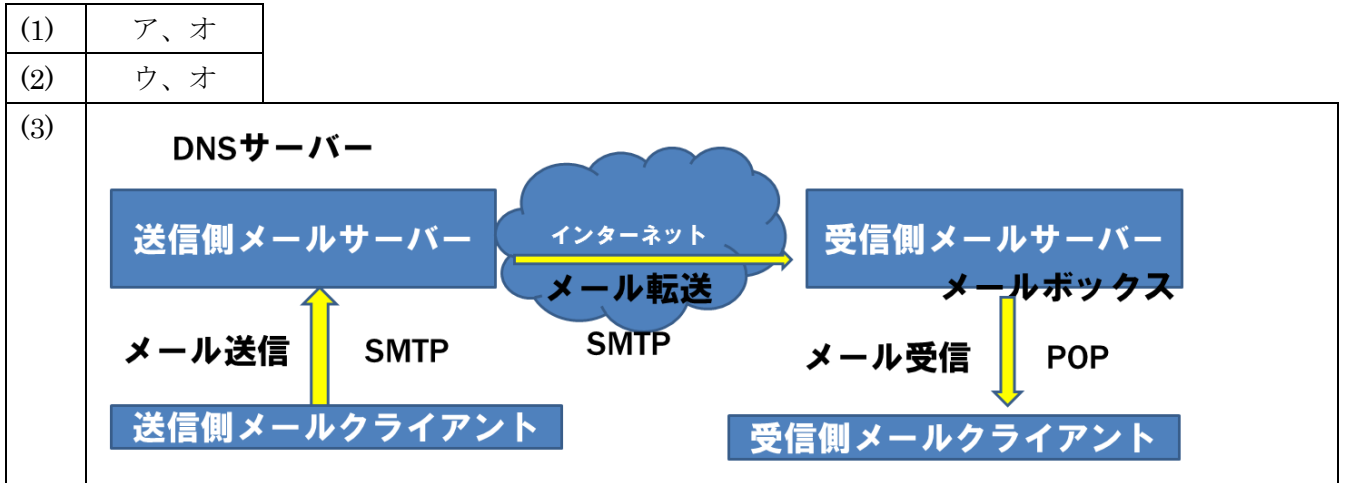 (1) ア、オ
(2) ウ、オ
(3)
DNSサーバー
送信側メールサーバー
インターネット
受信側メールサーバー
メール転送
メールボックス
メール送信
SMTP
SMTP
メール受信
POP
送信側メールクライアント
受信側メールクライアント